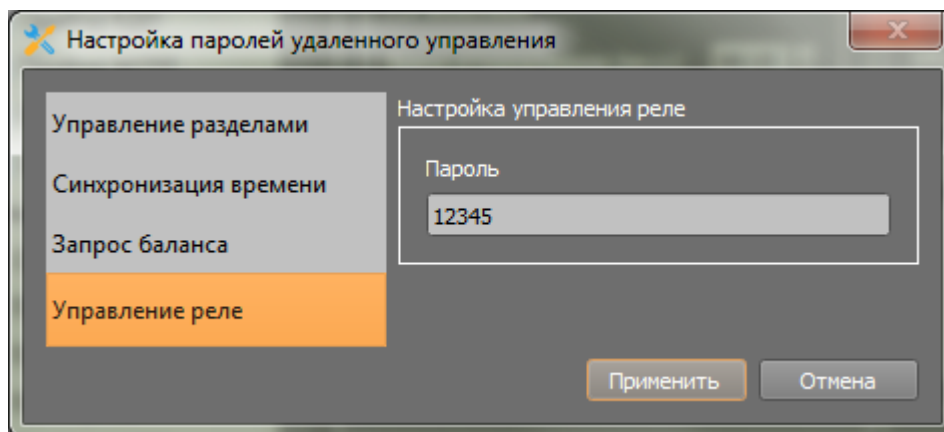 Настройка паролей удаленного управления
Управление разделами
Синхронизация времени
Запрос баланса
Управление реле
Настройка управления реле
Пароль
12345
Применить
Отмена